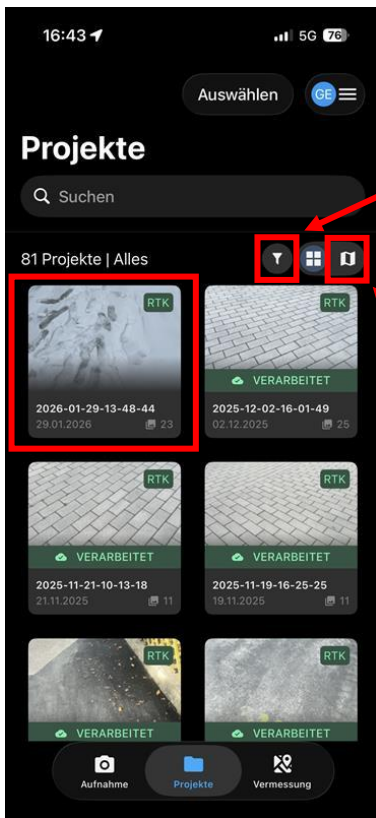 16:43
5G 76
Auswählen
GE
Projekte
Suchen
81 Projekte | Alles
RTK
2026-01-29-13-48-44
29.01.2026 23
RTK
VERARBEITET
2025-12-02-16-01-49
02.12.2025 25
RTK
VERARBEITET
2025-11-21-10-13-18
21.11.2025 11
RTK
VERARBEITET
2025-11-19-16-25-25
19.11.2025 11
RTK
VERARBEITET
RTK
VERARBEITET
Aufnahme
Projekte
Vermessung